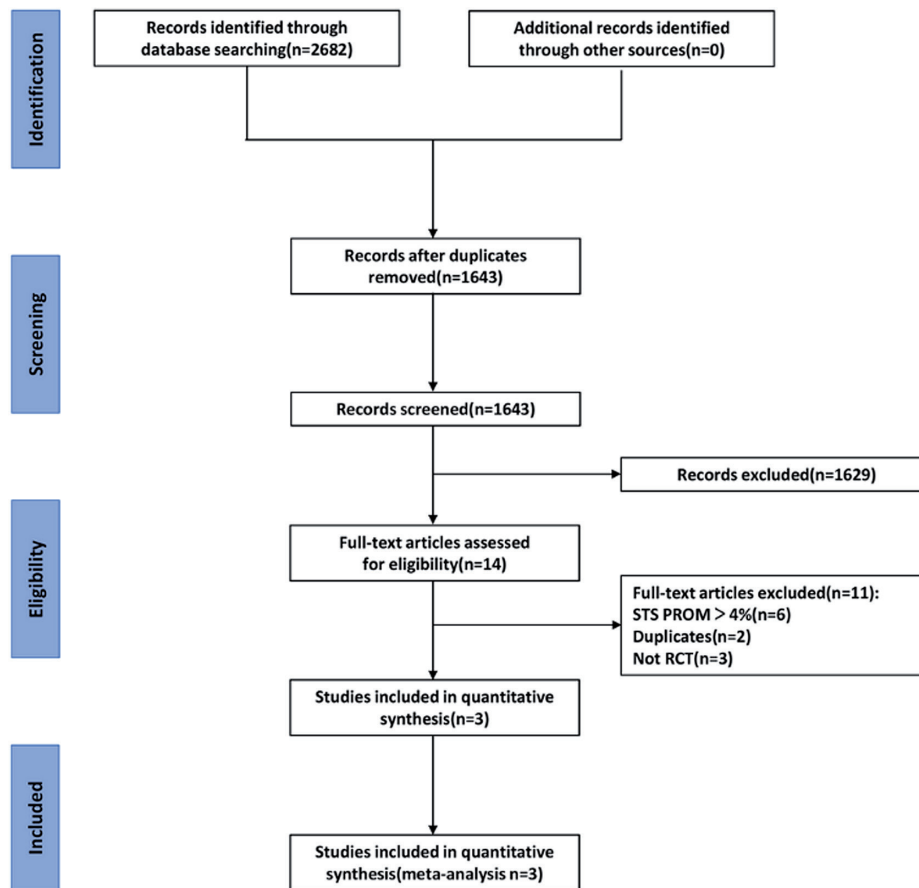 Identification
Records identified through
database searching(n=2682)
Additional records identified
through other sources(n=0)
Screening
Records after duplicates
removed(n=1643)
Records screened(n=1643)
Records excluded(n=1629)
Eligibility
Full-text articles assessed
for eligibility(n=14)
Full-text articles excluded(n=11):
STS PROM > 4%(n=6)
Duplicates(n=2)
Not RCT(n=3)
Studies included in quantitative
synthesis(n=3)
Included
Studies included in quantitative
synthesis(meta-analysis n=3)